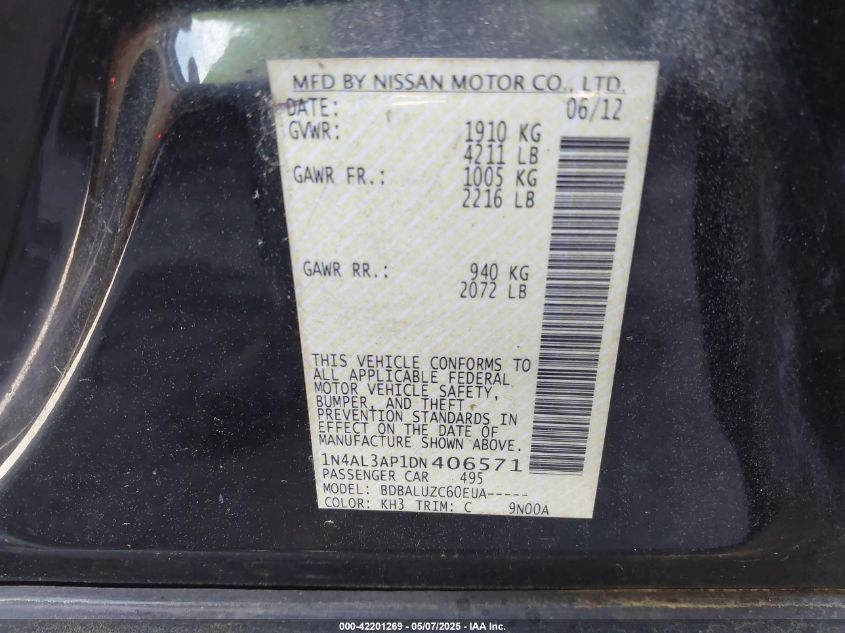 MFD BY NISSAN MOTOR CO., LTD.
DATE: 06/12
GVWR: 1910 KG
4211 LB
GAWR FR.: 1005 KG
2216 LB
GAWR RR.: 940 KG
2072 LB
THIS VEHICLE CONFORMS TO
ALL APPLICABLE FEDERAL
MOTOR VEHICLE SAFETY,
BUMPER, AND THEFT
PREVENTION STANDARDS IN
EFFECT ON THE DATE OF
MANUFACTURE SHOWN ABOVE.
1N4AL3AP1DN406571
PASSENGER CAR 495
MODEL: BDBALUZC60EUA-----
COLOR: KH3 TRIM: C 9N00A
000-42201269 - 05/07/2025 - IAA Inc.